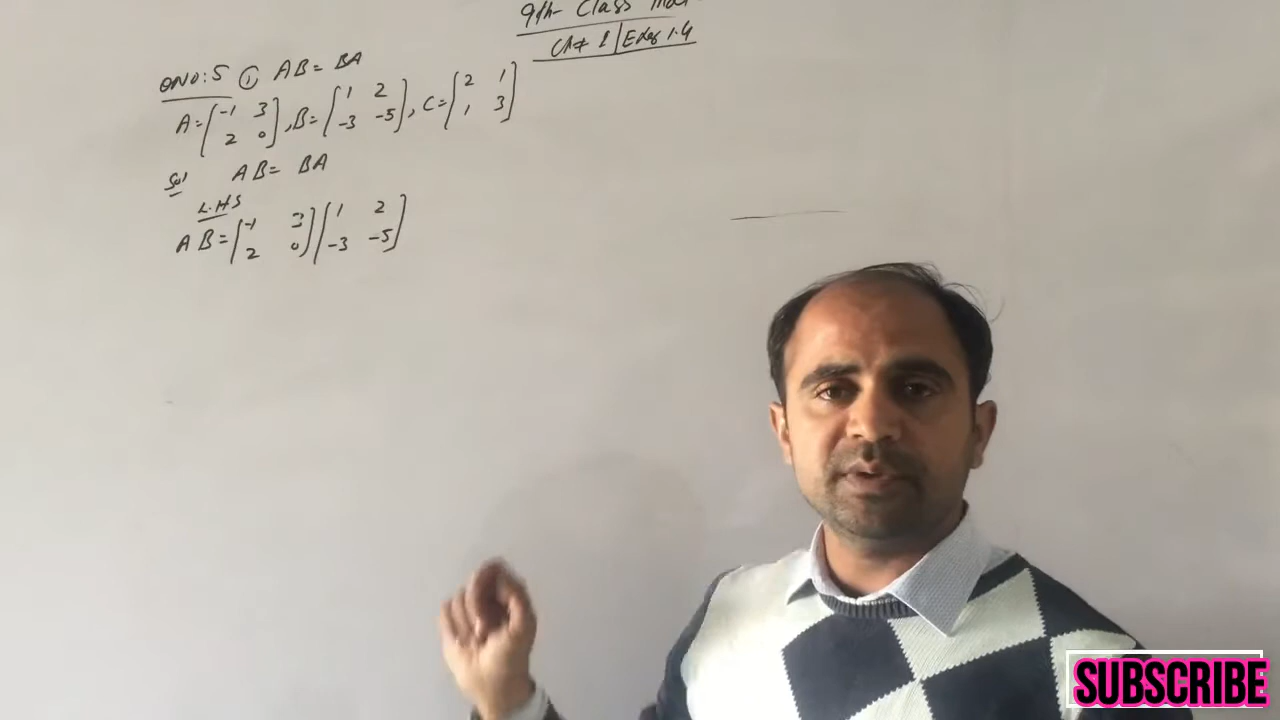 9th Class
Ch# 1 | Exer 1.4
QNO:5 (i) AB = BA
A = [-1 3; 2 0], B = [1 2; -3 -5], C = [2 1; 1 3]
Sol AB = BA
L.H.S
AB = [-1 3; 2 0] [1 2; -3 -5]
SUBSCRIBE